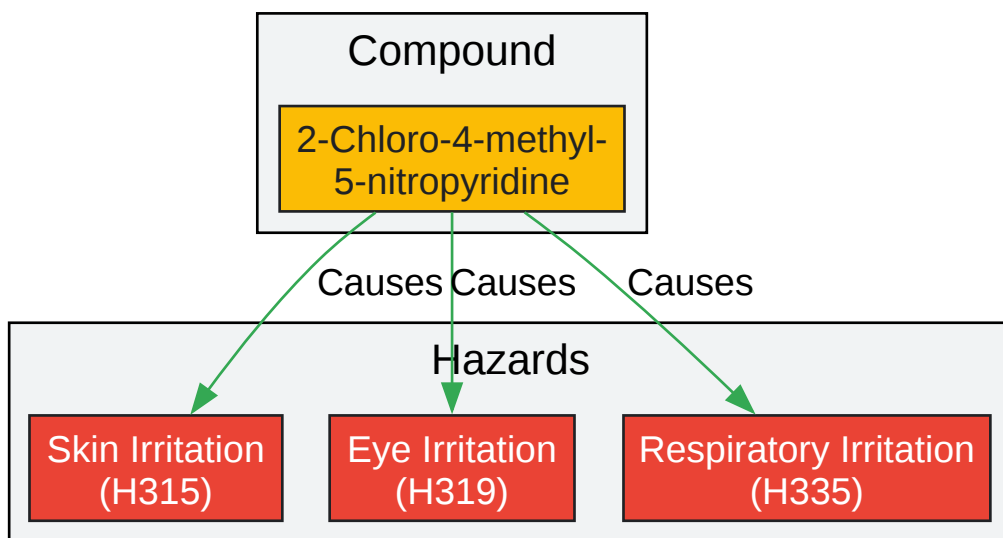 Compound
2-Chloro-4-methyl-
5-nitropyridine
Causes Causes Causes
Hazards
Skin Irritation
(H315)
Eye Irritation
(H319)
Respiratory Irritation
(H335)